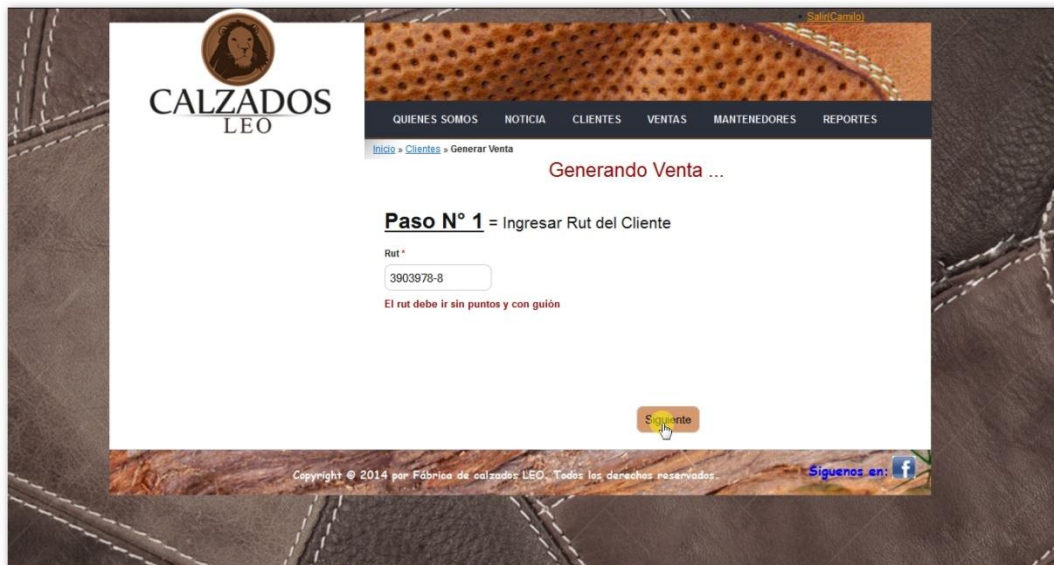 Salir(Camilo)
CALZADOS
LEO
QUIENES SOMOS NOTICIA CLIENTES VENTAS MANTENEDORES REPORTES
Inicio » Clientes » Generar Venta
Generando Venta ...
Paso N° 1 = Ingresar Rut del Cliente
Rut *
3903978-8
El rut debe ir sin puntos y con guión
Siguiente
Copyright © 2014 por Fábrica de calzados LEO. Todos los derechos reservados.
Siguenos en: f